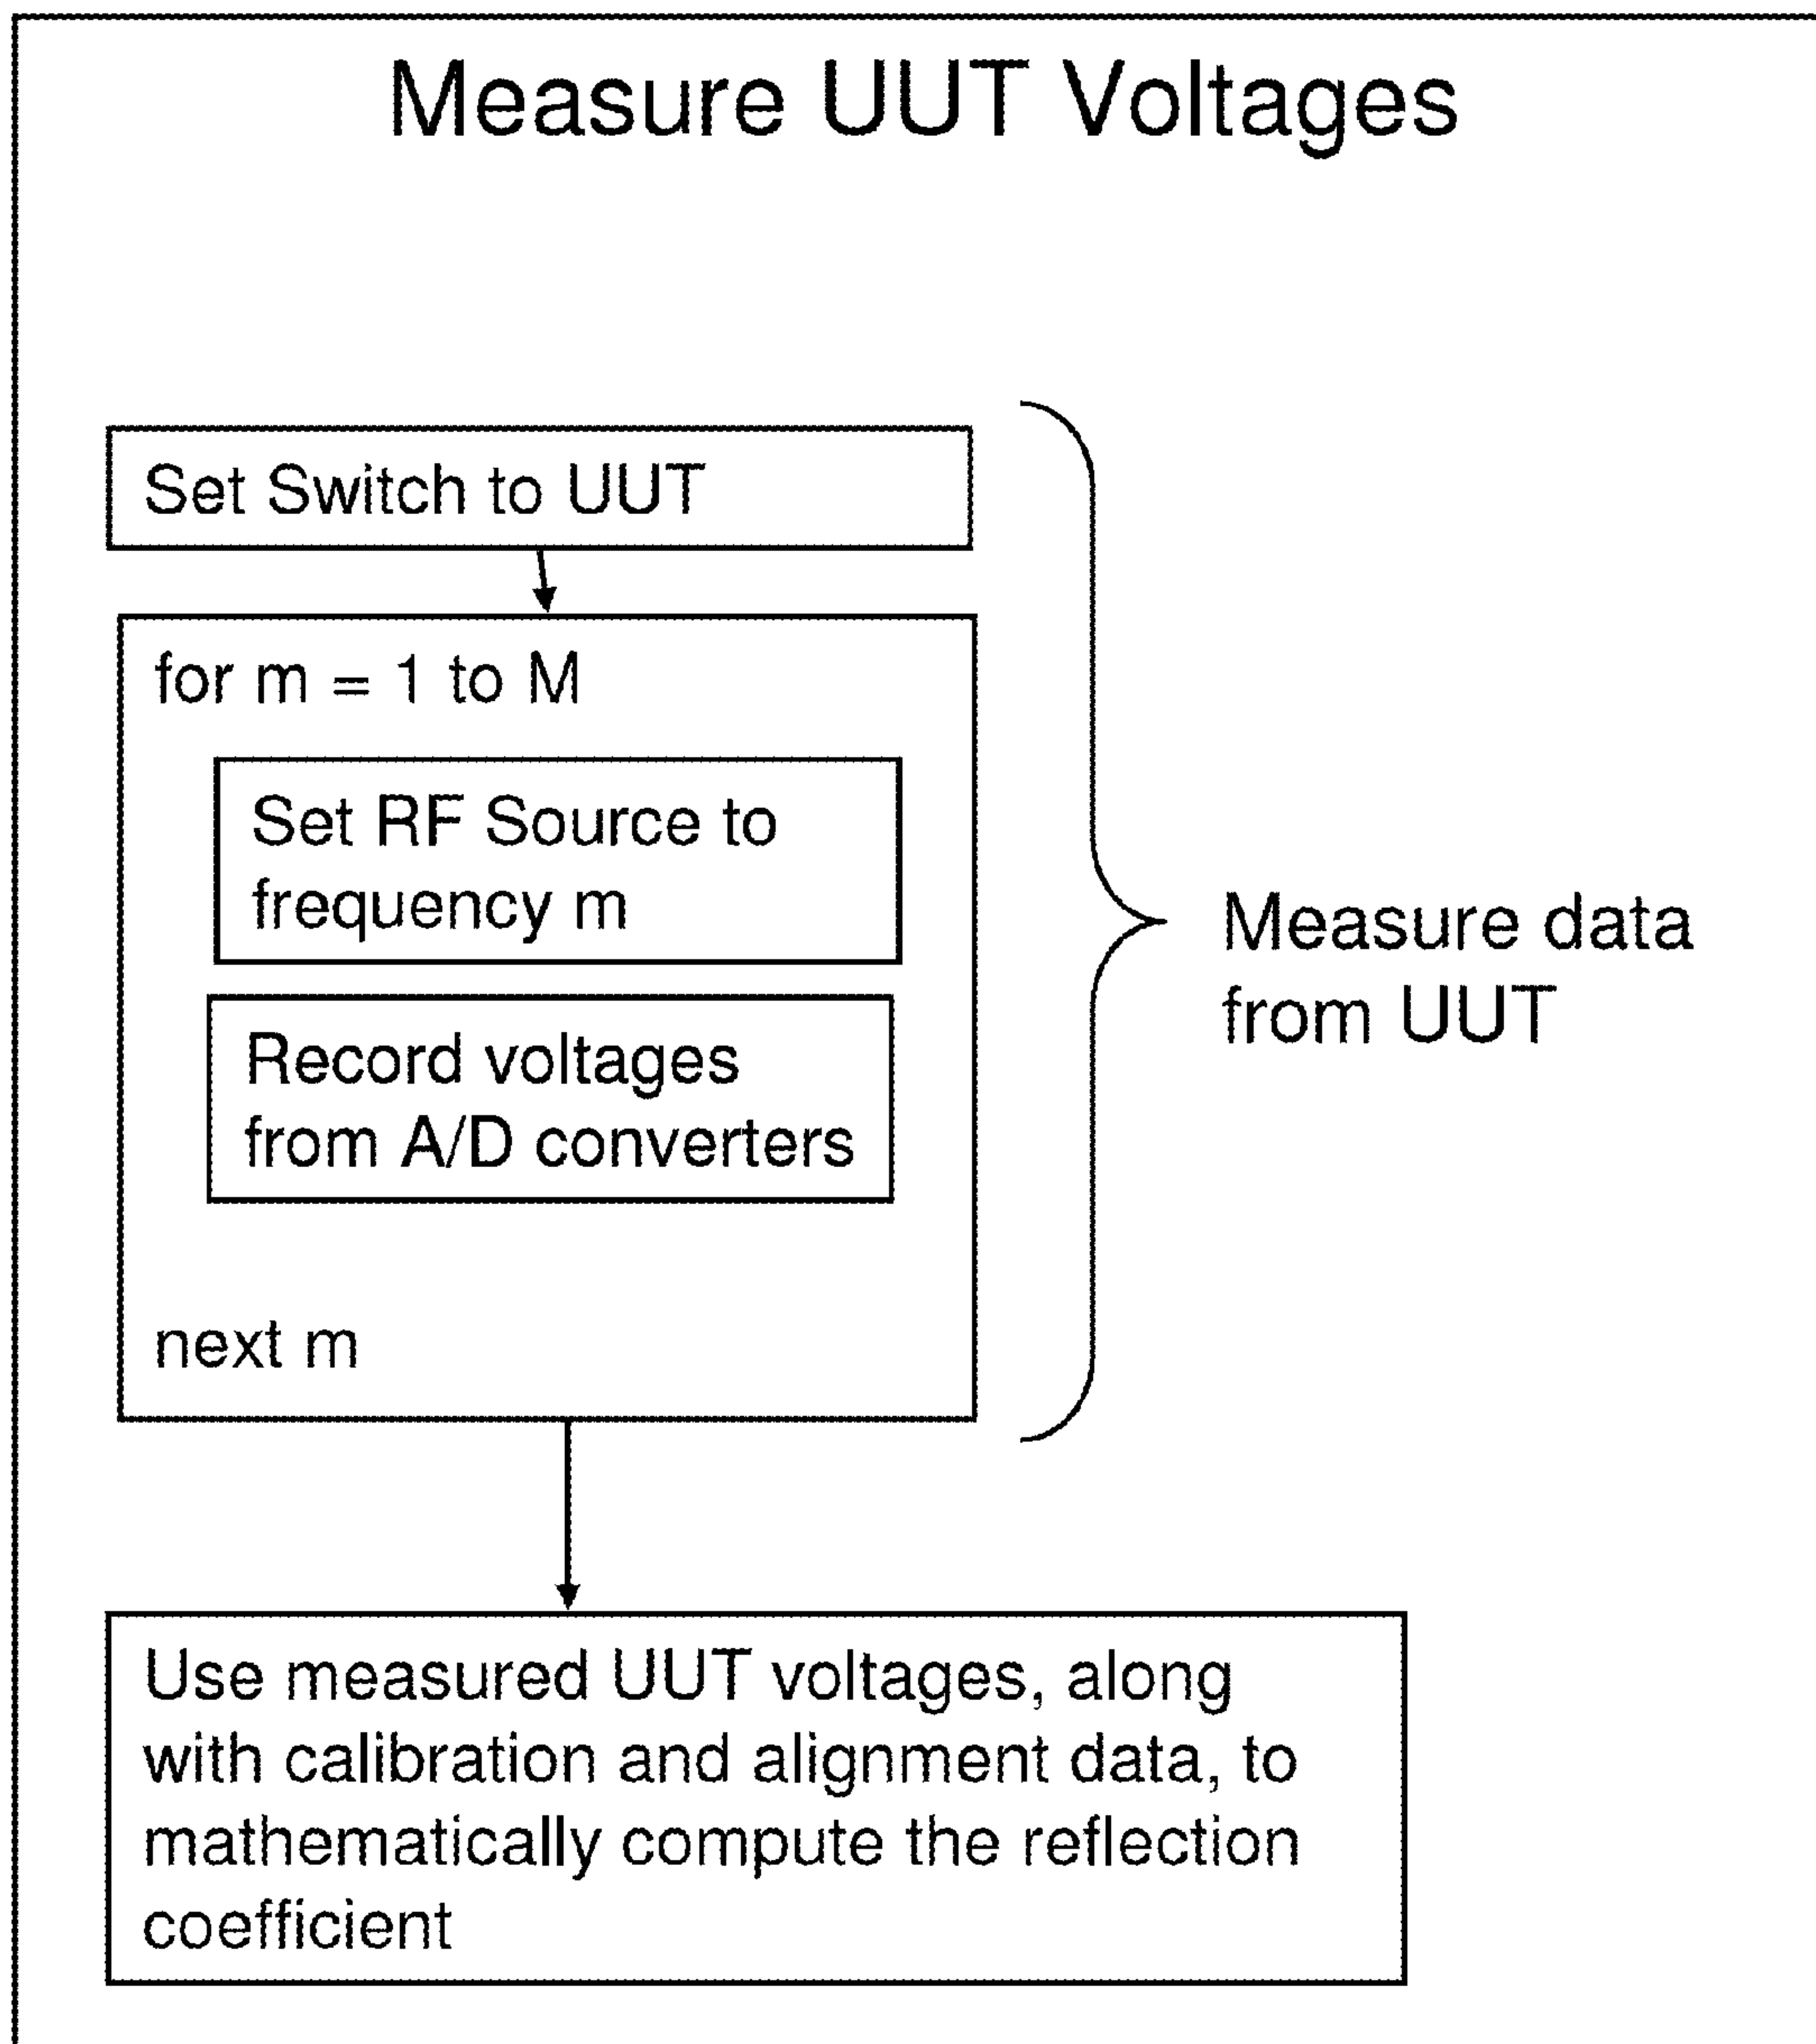 Measure UUT Voltages
Set Switch to UUT
for m = 1 to M
Set RF Source to
frequency m
Record voltages
from A/D converters
next m
Measure data
from UUT
Use measured UUT voltages, along
with calibration and alignment data, to
mathematically compute the reflection
coefficient